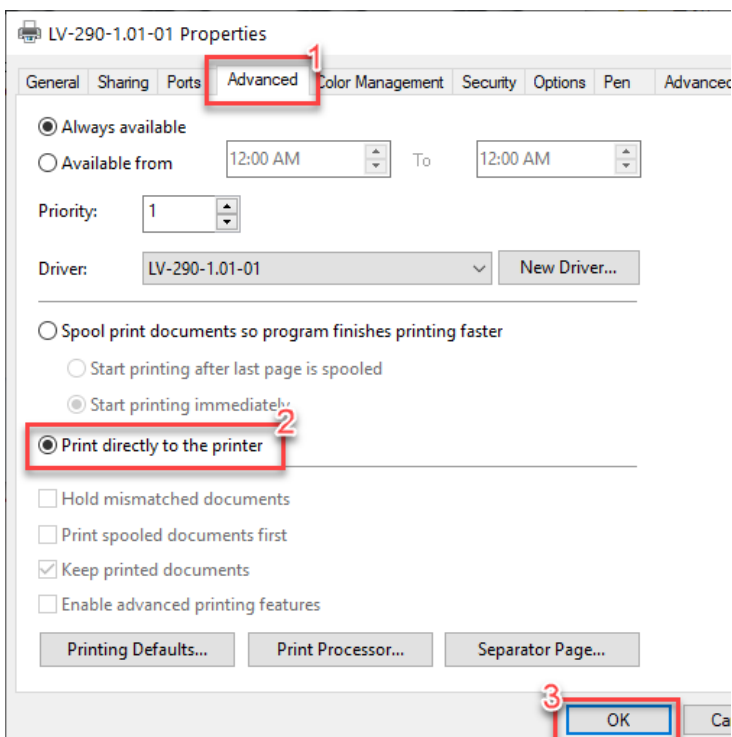 LV-290-1.01-01 Properties
1
General Sharing Ports Advanced Color Management Security Options Pen Advanced
Always available
Available from 12:00 AM To 12:00 AM
Priority: 1
Driver: LV-290-1.01-01 New Driver...
Spool print documents so program finishes printing faster
Start printing after last page is spooled
Start printing immediately
2
Print directly to the printer
Hold mismatched documents
Print spooled documents first
Keep printed documents
Enable advanced printing features
Printing Defaults... Print Processor... Separator Page...
3
OK Ca